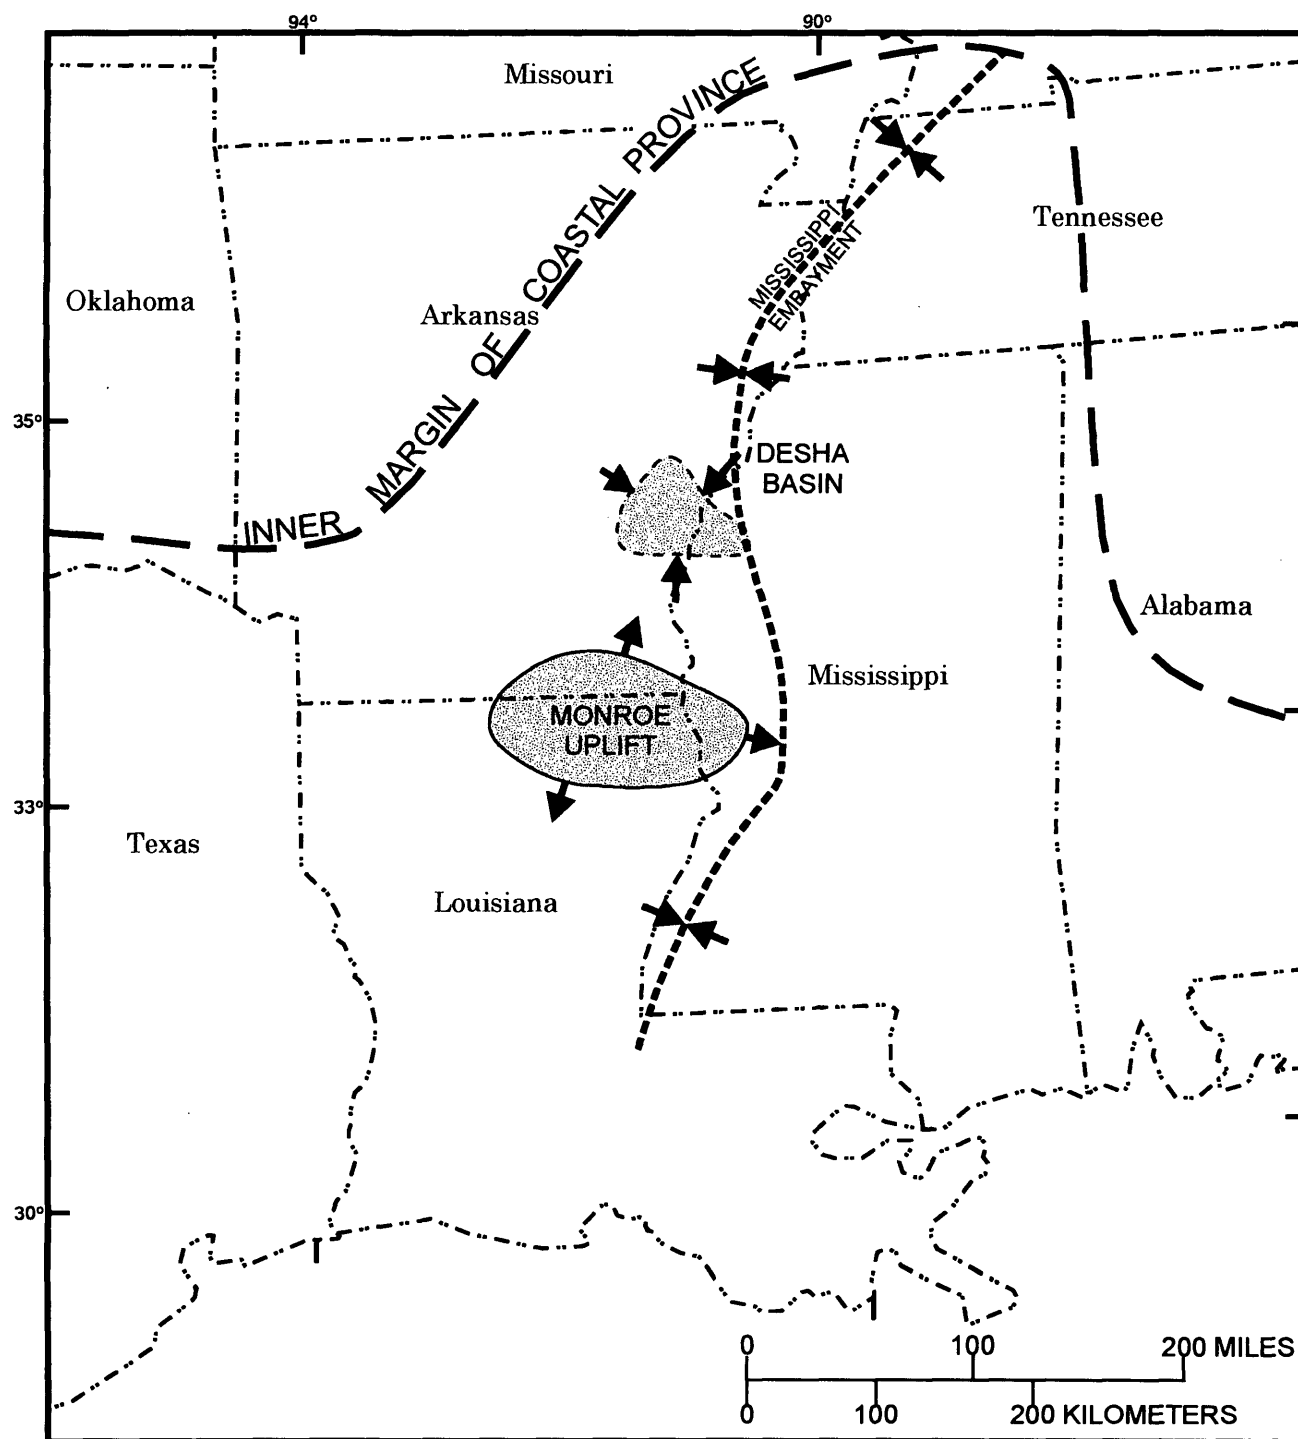 94° 90°
Missouri
INNER MARGIN OF COASTAL PROVINCE
Tennessee
MISSISSIPPI
EMBAYMENT
Oklahoma
Arkansas
35°
DESHA
BASIN
Alabama
Mississippi
MONROE
UPLIFT
33°
Texas
Louisiana
30°
0 100 200 MILES
0 100 200 KILOMETERS